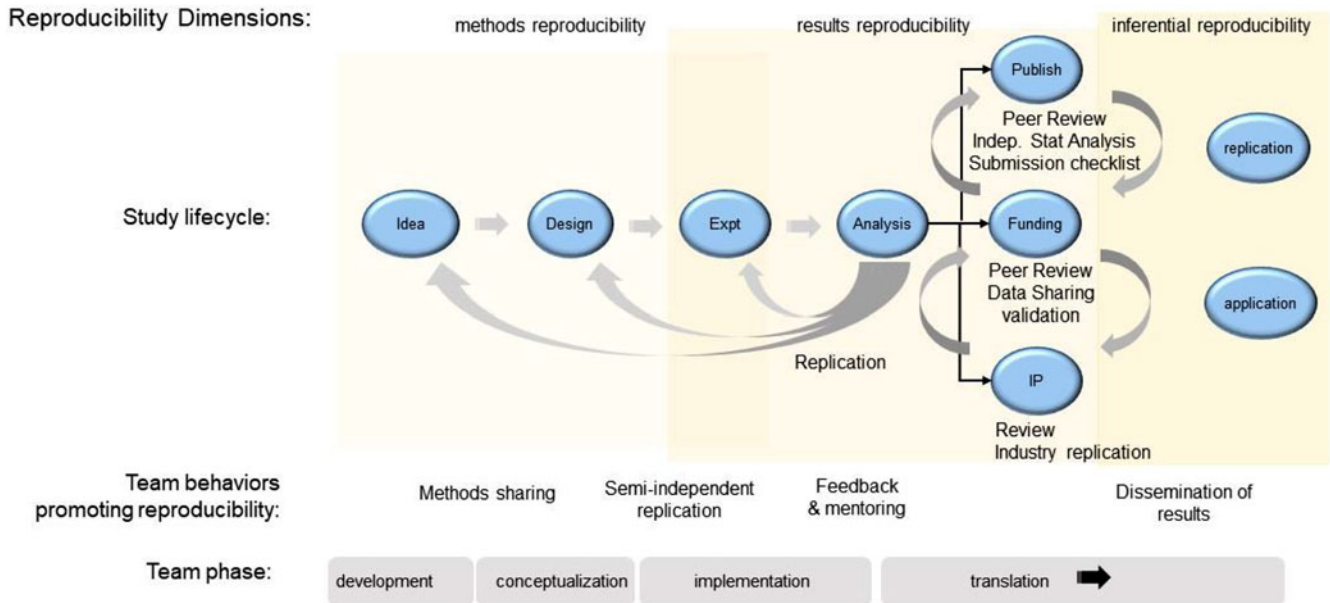 Reproducibility Dimensions:
methods reproducibility
results reproducibility
inferential reproducibility
Publish
Peer Review
Indep. Stat Analysis
Submission checklist
replication
Study lifecycle:
Idea
Design
Expt
Analysis
Funding
Peer Review
Data Sharing
validation
application
Replication
IP
Review
Industry replication
Team behaviors
promoting reproducibility:
Methods sharing
Semi-independent
replication
Feedback
& mentoring
Dissemination of
results
Team phase:
development
conceptualization
implementation
translation